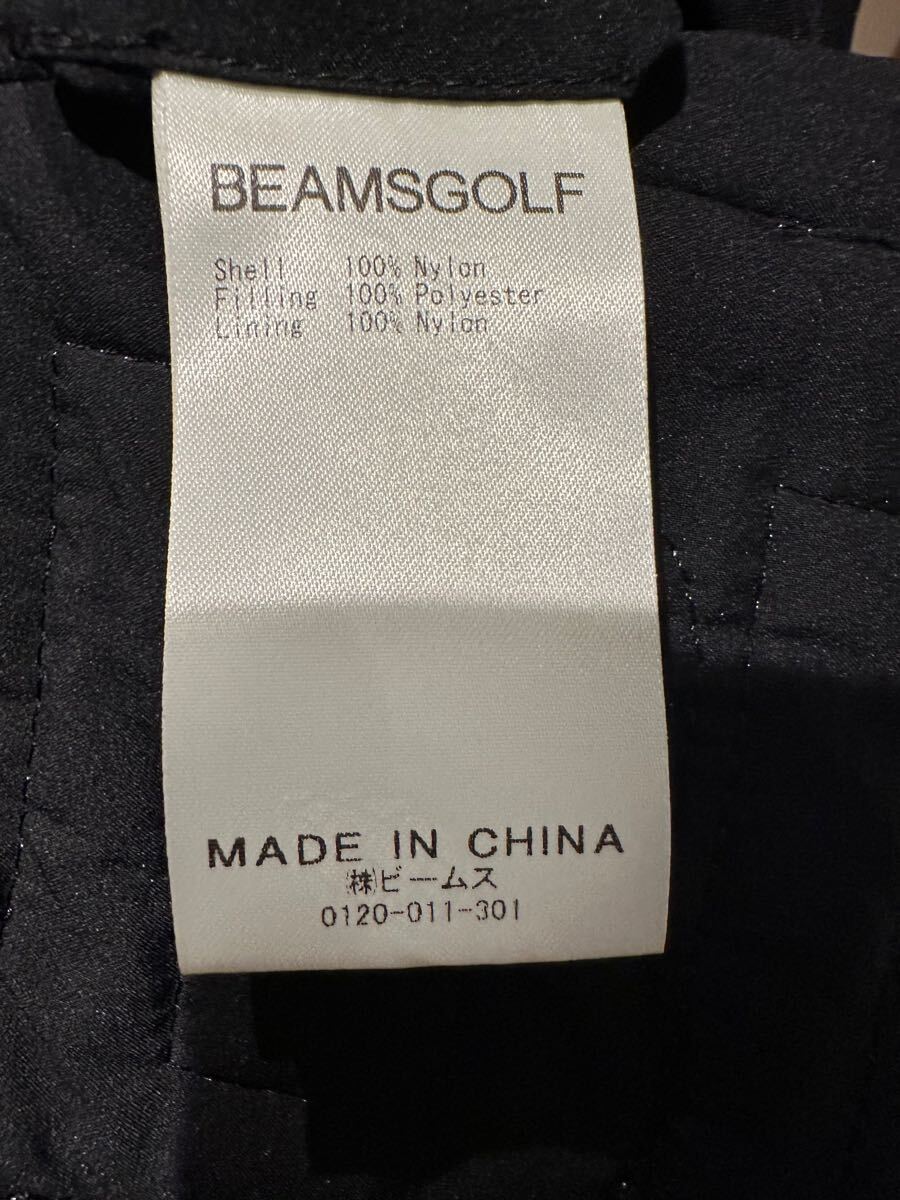 BEAMSGOLF
Shell 100% Nylon
Filling 100% Polyester
Lining 100% Nylon
MADE IN CHINA
㈱ビームス
0120-011-301